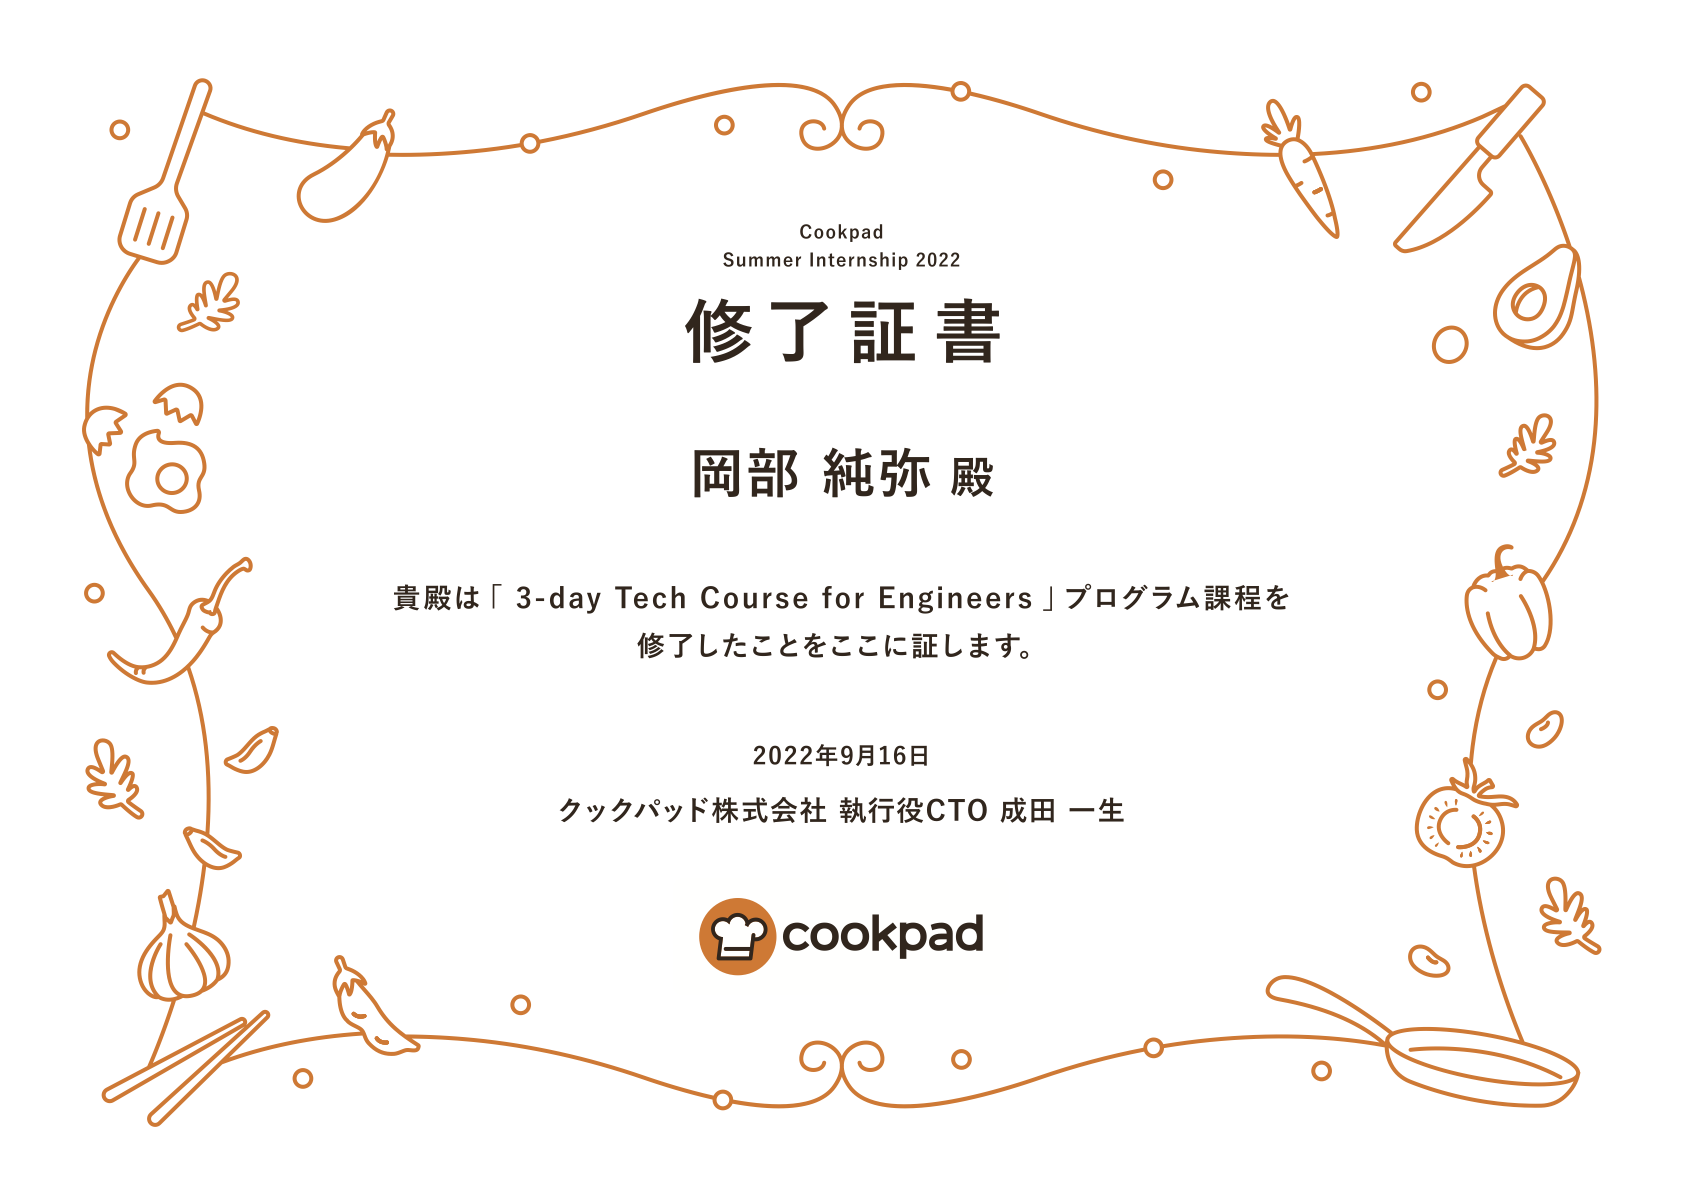 Cookpad
Summer Internship 2022
修了証書
岡部 純弥 殿
貴殿は「 3-day Tech Course for Engineers 」プログラム課程を
修了したことをここに証します。
2022年9月16日
クックパッド株式会社 執行役CTO 成田 一生
cookpad